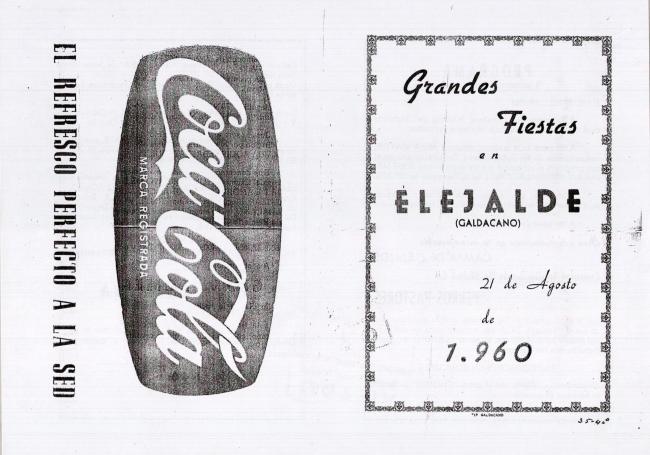 EL REFRESCO PERFECTO A LA SED
Coca-Cola
MARCA REGISTRADA
Grandes
Fiestas
en
ELEJALDE
(GALDACANO)
21 de Agosto
de
1.960